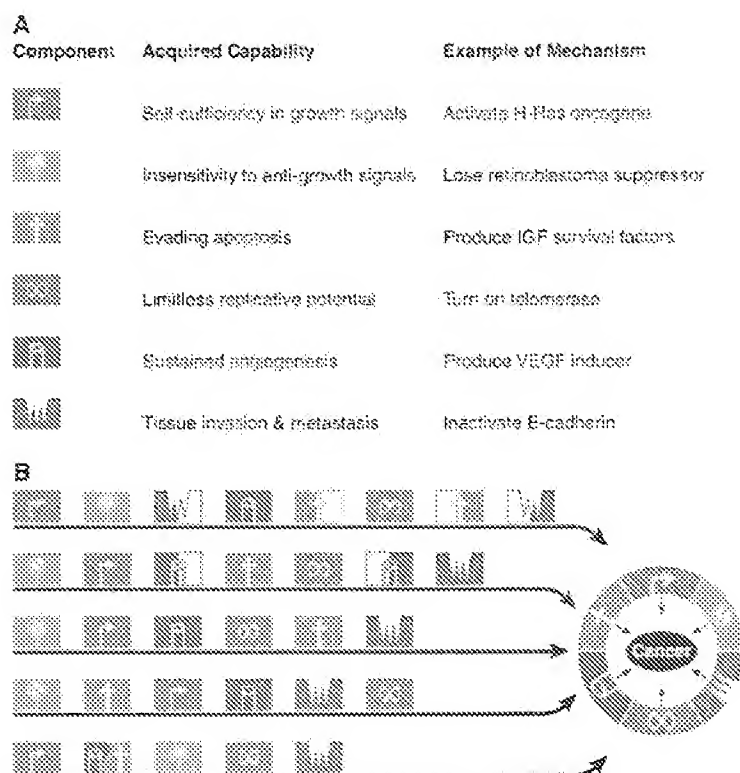 A
Component Acquired Capability Example of Mechanism
Self-sufficiency in growth signals Activate H-Ras oncogene
Insensitivity to anti-growth signals Lose retinoblastoma suppressor
Evading apoptosis Produce IGF survival factors
Limitless replicative potential Turn on telomerase
Sustained angiogenesis Produce VEGF inducer
Tissue invasion & metastasis Inactivate E-cadherin
B
Cancer